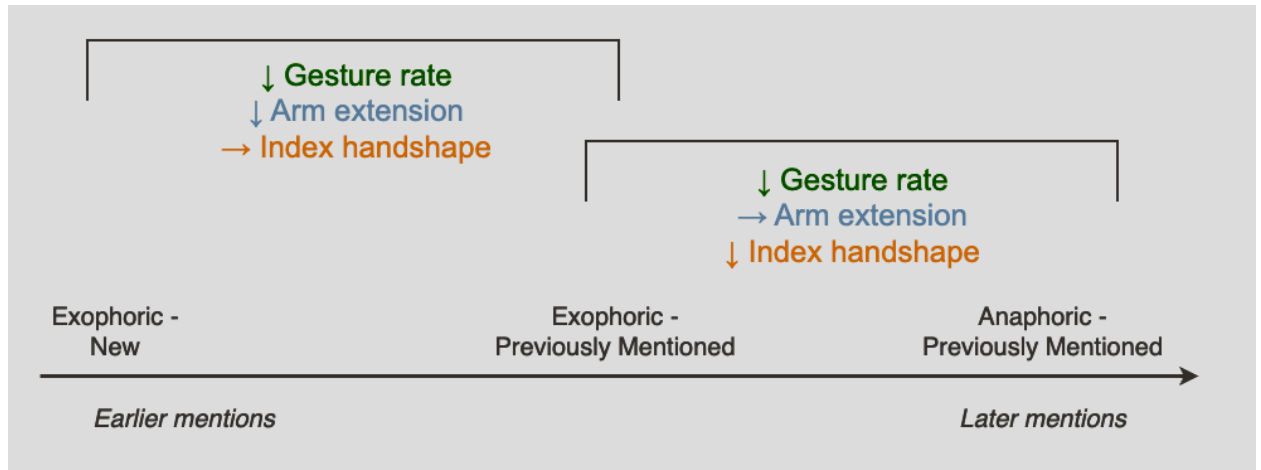 ↓ Gesture rate
↓ Arm extension
→ Index handshape
↓ Gesture rate
→ Arm extension
↓ Index handshape
Exophoric -
New
Exophoric -
Previously Mentioned
Anaphoric -
Previously Mentioned
Earlier mentions
Later mentions